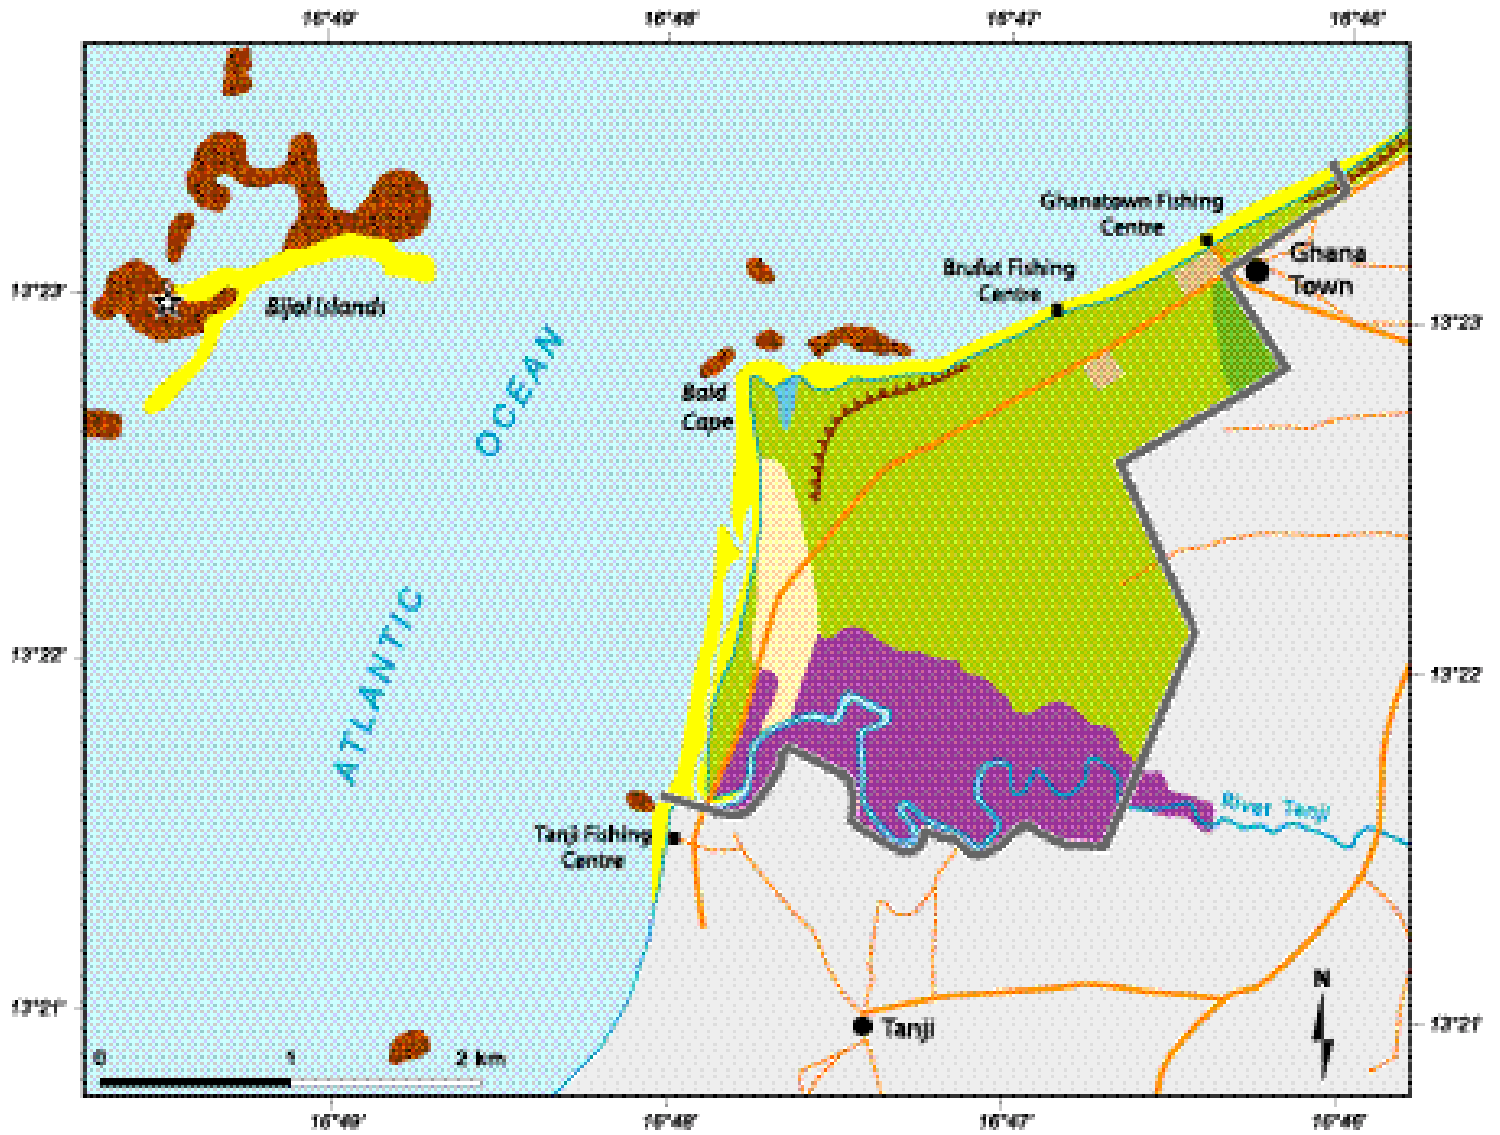 16°49'
16°48'
16°47'
16°46'
Ghanatown Fishing
Centre
Ghana
Town
Brufut Fishing
Centre
13°23'
Bijol Islands
13°23'
Bald
Cape
OCEAN
ATLANTIC
13°22'
13°22'
River Tanji
Tanji Fishing
Centre
N
13°21'
Tanji
13°21'
0 1 2 km
16°49'
16°48'
16°47'
16°46'